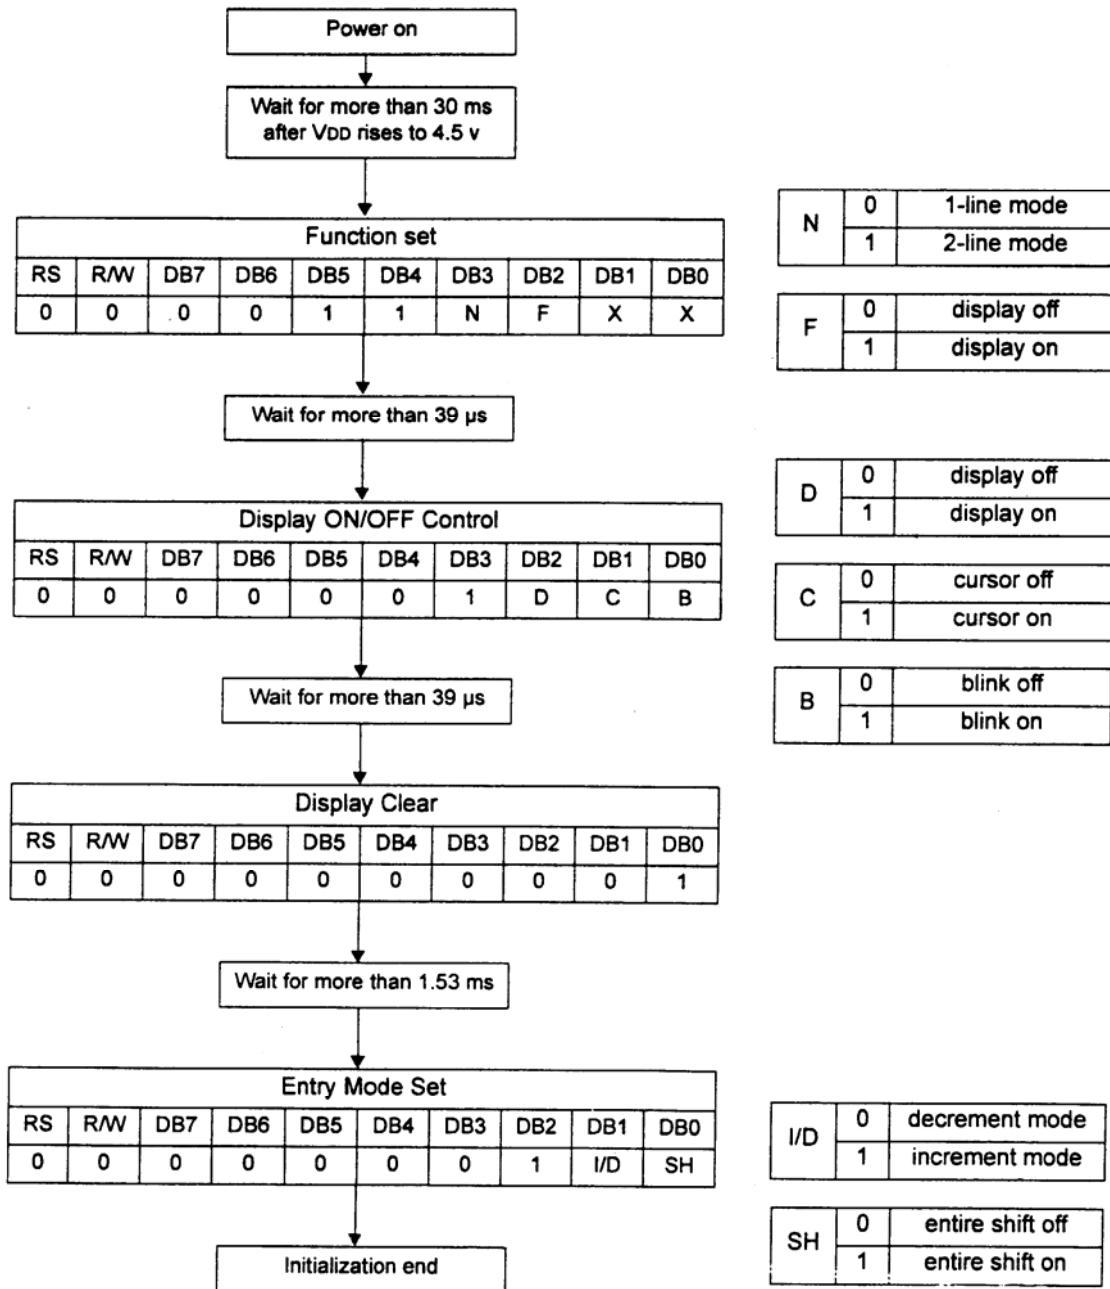 Power on
Wait for more than 30 ms
after VDD rises to 4.5 v
Function set
RS R/W DB7 DB6 DB5 DB4 DB3 DB2 DB1 DB0
0 0 0 0 1 1 N F X X
N 0 1-line mode
1 2-line mode
F 0 display off
1 display on
Wait for more than 39 µs
Display ON/OFF Control
RS R/W DB7 DB6 DB5 DB4 DB3 DB2 DB1 DB0
0 0 0 0 0 0 1 D C B
D 0 display off
1 display on
C 0 cursor off
1 cursor on
B 0 blink off
1 blink on
Wait for more than 39 µs
Display Clear
RS R/W DB7 DB6 DB5 DB4 DB3 DB2 DB1 DB0
0 0 0 0 0 0 0 0 0 1
Wait for more than 1.53 ms
Entry Mode Set
RS R/W DB7 DB6 DB5 DB4 DB3 DB2 DB1 DB0
0 0 0 0 0 0 0 1 I/D SH
I/D 0 decrement mode
1 increment mode
SH 0 entire shift off
1 entire shift on
Initialization end